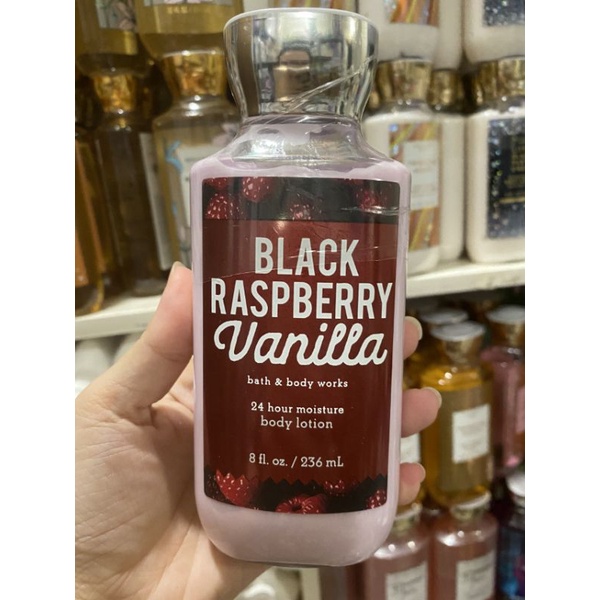 BLACK
RASPBERRY
Vanilla
bath & body works
24 hour moisture
body lotion
8 fl. oz. / 236 mL